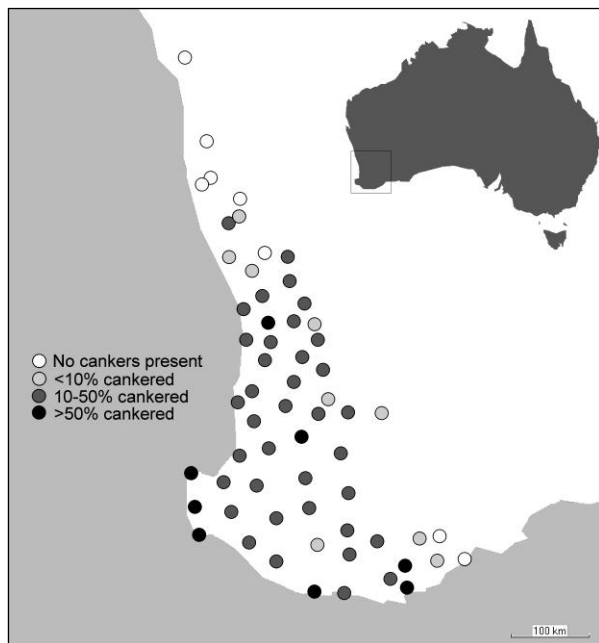 No cankers present
<10% cankered
10-50% cankered
>50% cankered
100 km